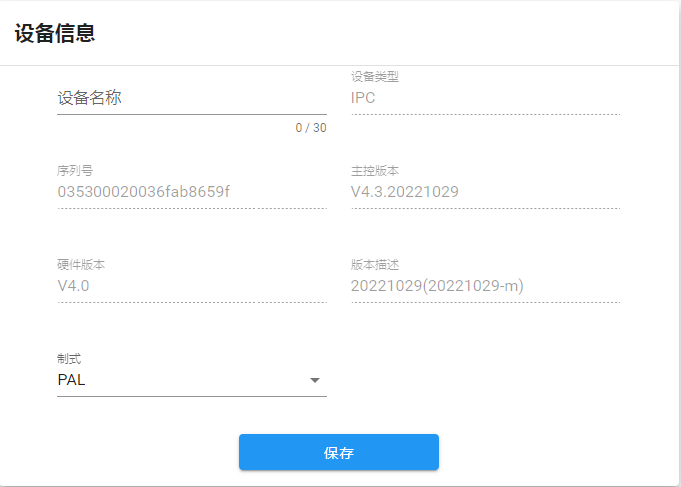 设备信息
设备名称
0 / 30
设备类型
IPC
序列号
035300020036fab8659f
主控版本
V4.3.20221029
硬件版本
V4.0
版本描述
20221029(20221029-m)
制式
PAL
保存